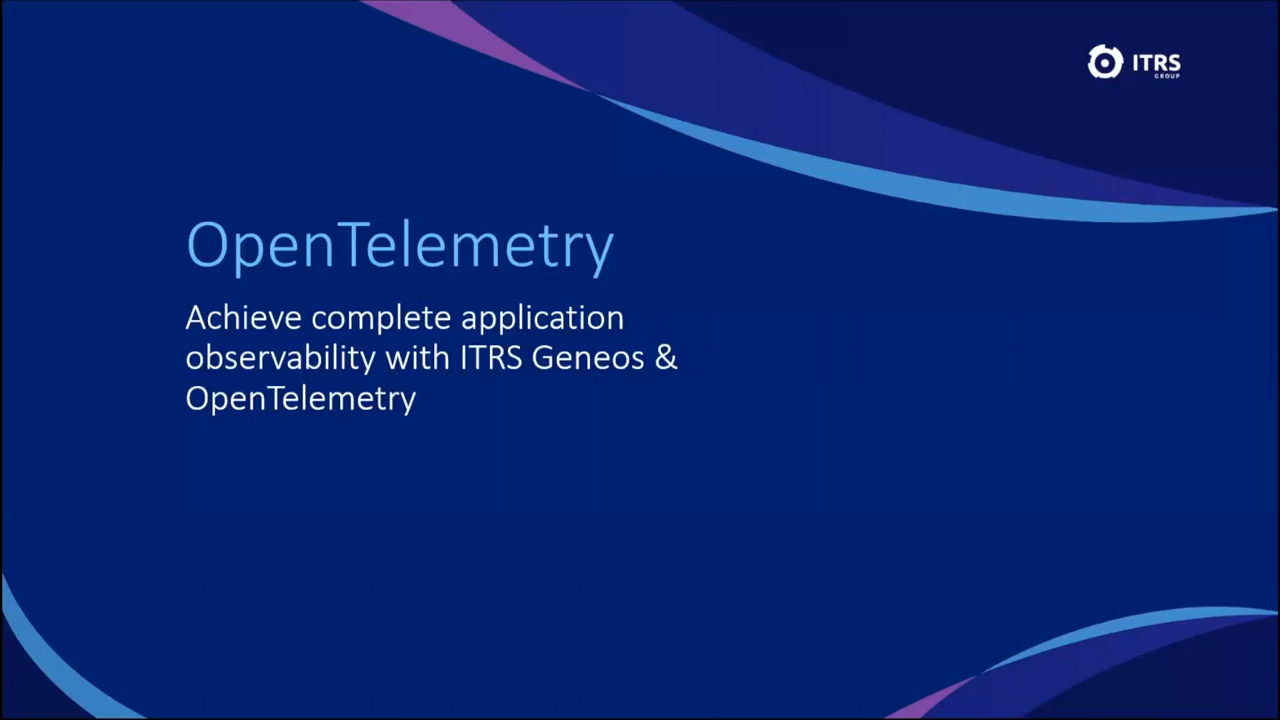 ITRS
GROUP
OpenTelemetry
Achieve complete application
observability with ITRS Geneos &
OpenTelemetry